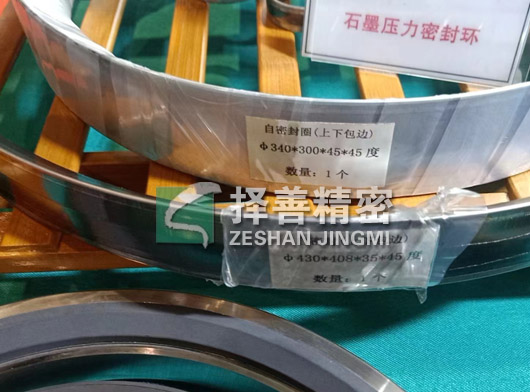 石墨压力密封环
自密封圈(上下包边)
φ340*300*45*45度
数量：1个
择善精密
ZESHAN JINGMI
边)
φ430*408*35*45度
个